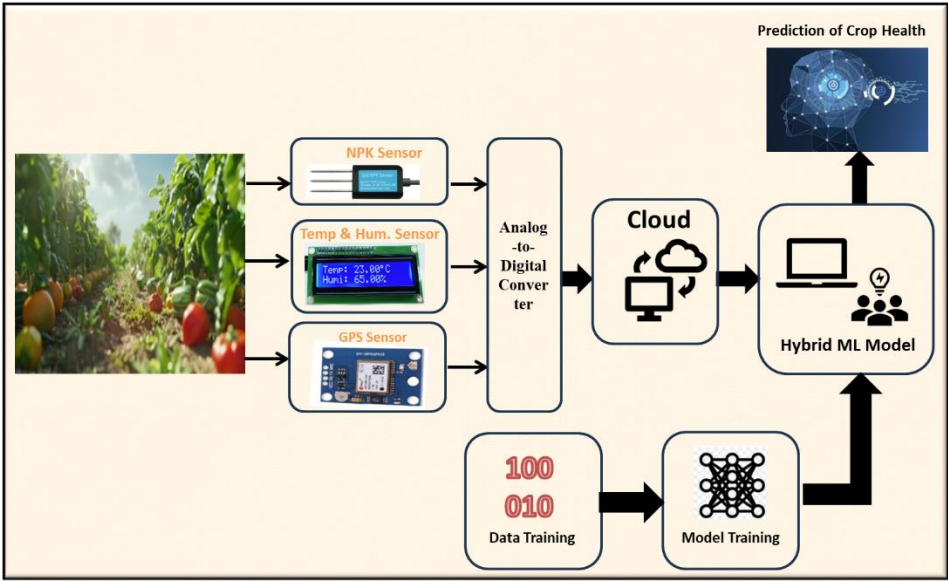 Prediction of Crop Health
NPK Sensor
Temp & Hum. Sensor
Temp: 23.00°C
Humi: 65.00%
GPS Sensor
Analog
-to-
Digital
Conver
ter
Cloud
Hybrid ML Model
100
010
Data Training
Model Training